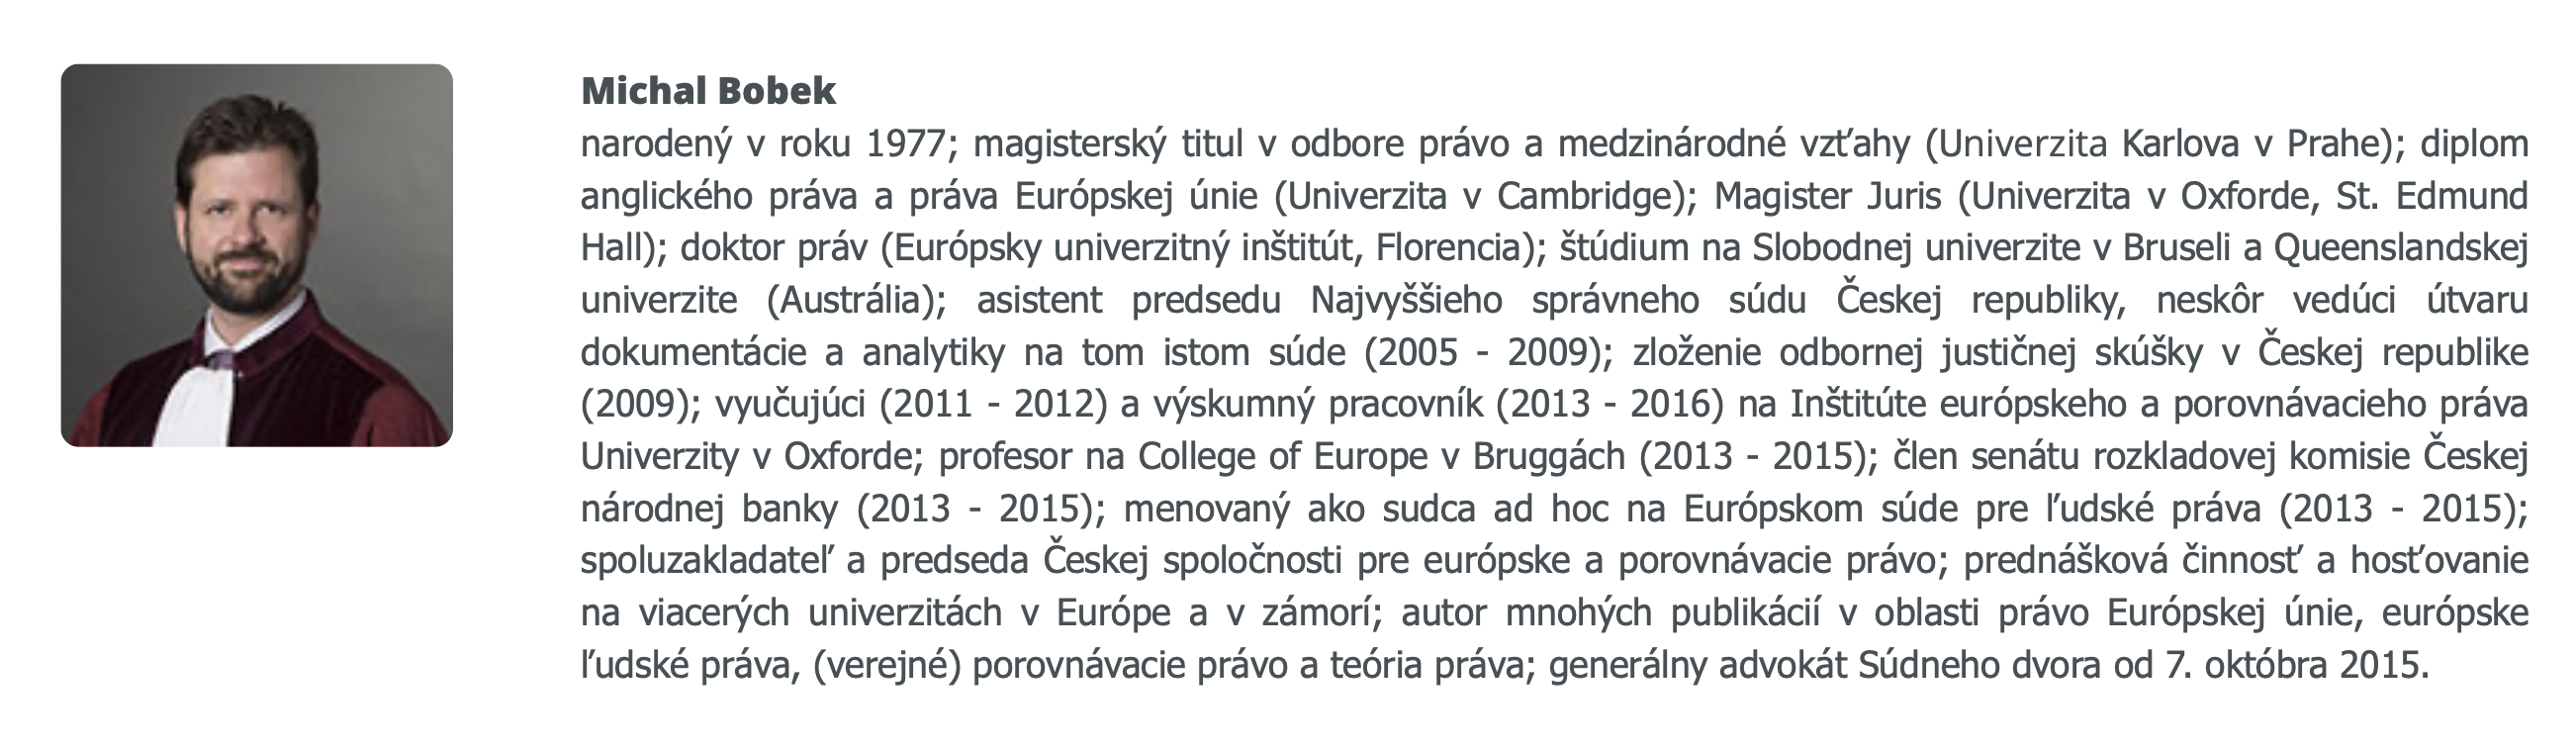 Michal Bobek
narodený v roku 1977; magisterský titul v odbore právo a medzinárodné vzťahy (Univerzita Karlova v Prahe); diplom
anglického práva a práva Európskej únie (Univerzita v Cambridge); Magister Juris (Univerzita v Oxforde, St. Edmund
Hall); doktor práv (Európsky univerzitný inštitút, Florencia); štúdium na Slobodnej univerzite v Bruseli a Queenslandskej
univerzite (Austrália); asistent predsedu Najvyššieho správneho súdu Českej republiky, neskôr vedúci útvaru
dokumentácie a analytiky na tom istom súde (2005 - 2009); zloženie odbornej justičnej skúšky v Českej republike
(2009); vyučujúci (2011 - 2012) a výskumný pracovník (2013 - 2016) na Inštitúte európskeho a porovnávacieho práva
Univerzity v Oxforde; profesor na College of Europe v Bruggách (2013 - 2015); člen senátu rozkladovej komisie Českej
národnej banky (2013 - 2015); menovaný ako sudca ad hoc na Európskom súde pre ľudské práva (2013 - 2015);
spoluzakladateľ a predseda Českej spoločnosti pre európske a porovnávacie právo; prednášková činnosť a hosťovanie
na viacerých univerzitách v Európe a v zámorí; autor mnohých publikácií v oblasti právo Európskej únie, európske
ľudské práva, (verejné) porovnávacie právo a teória práva; generálny advokát Súdneho dvora od 7. októbra 2015.